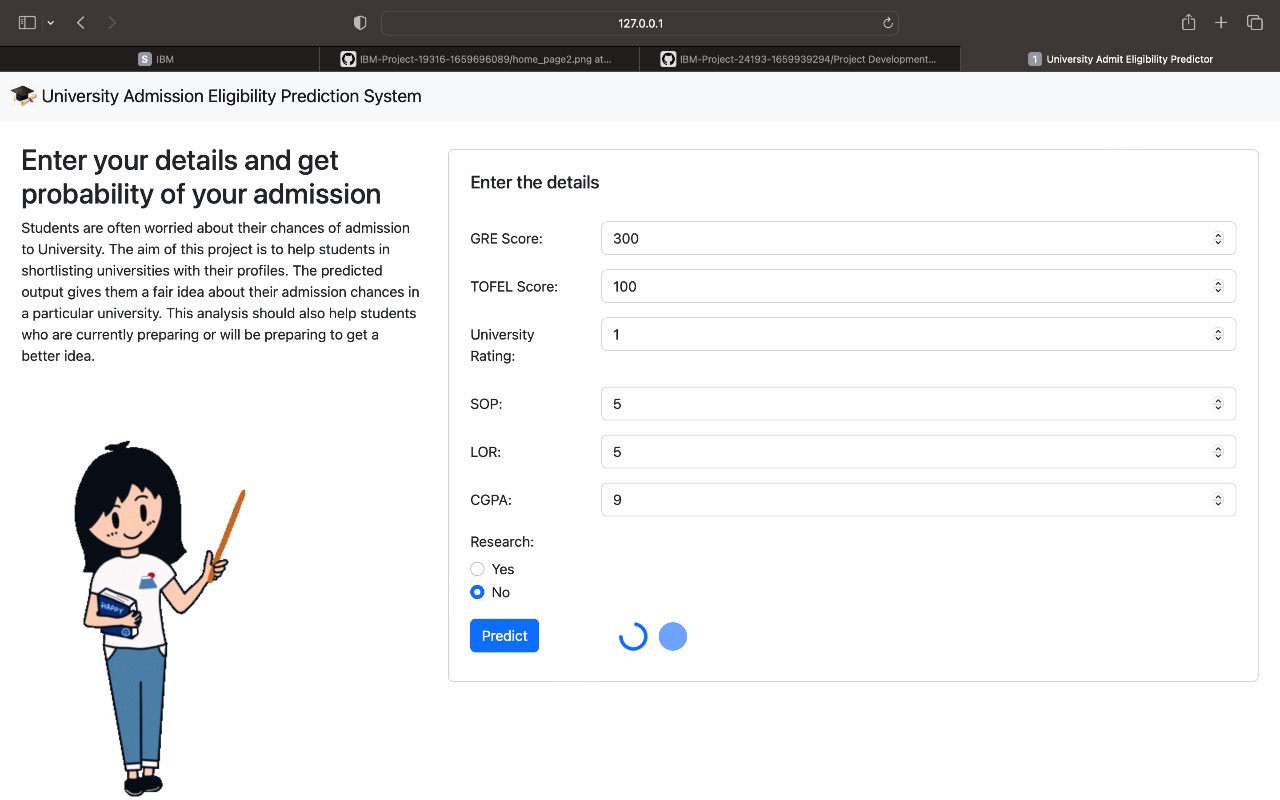 127.0.0.1
S IBM
IBM-Project-19316-1659696089/home_page2.png at...
IBM-Project-24193-1659939294/Project Development...
1 University Admit Eligibility Predictor
University Admission Eligibility Prediction System
Enter your details and get
probability of your admission
Students are often worried about their chances of admission
to University. The aim of this project is to help students in
shortlisting universities with their profiles. The predicted
output gives them a fair idea about their admission chances in
a particular university. This analysis should also help students
who are currently preparing or will be preparing to get a
better idea.
HAPPY
Enter the details
GRE Score: 300
TOFEL Score: 100
University 1
Rating:
SOP: 5
LOR: 5
CGPA: 9
Research:
Yes
No
Predict